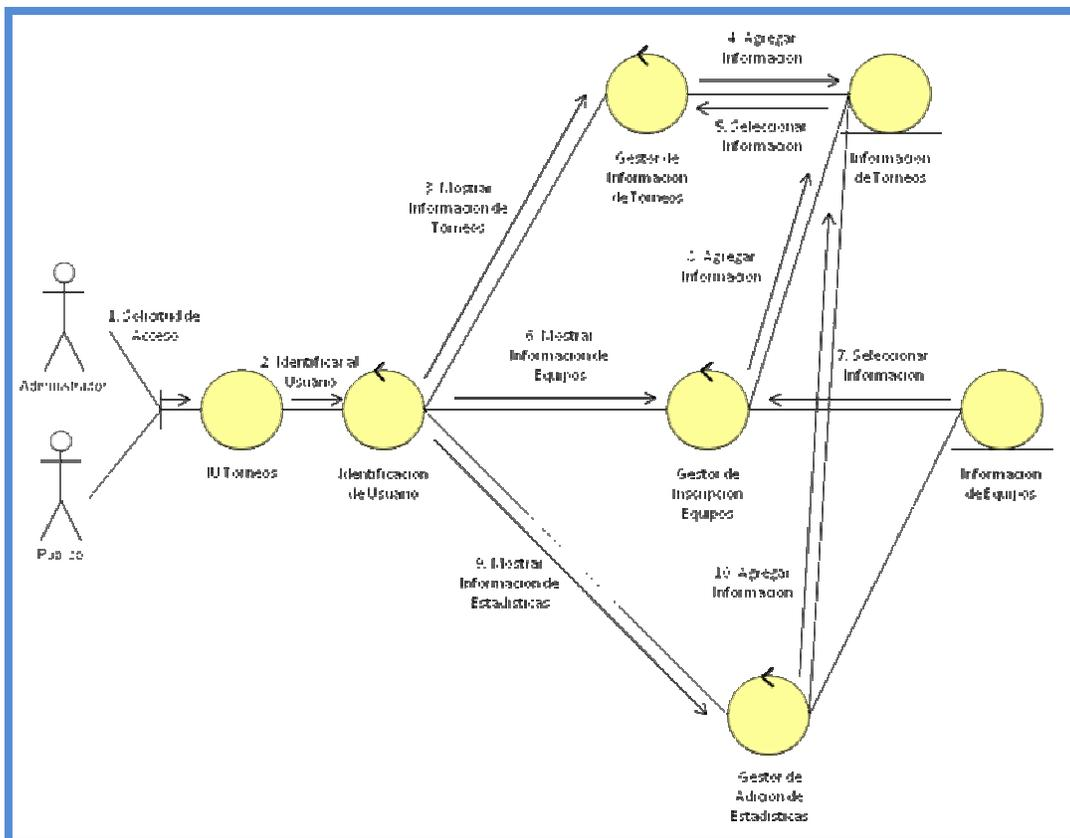 4. Agregar
Informacion
5. Seleccionar
Informacion
Gestor de
Informacion
de Torneos
Informacion
de Torneos
3. Mostrar
Informacion de
Torneos
Agregar
Informacion
1. Solicitud de
Acceso
Administrador
2. Identificar al
Usuario
6. Mostrar
Informacion de
Equipos
7. Seleccionar
Informacion
IU Torneos
Identificacion
de Usuario
Gestor de
Inscripcion
Equipos
Informacion
de Equipos
Publico
9. Mostrar
Informacion de
Estadisticas
10. Agregar
Informacion
Gestor de
Adicion de
Estadisticas